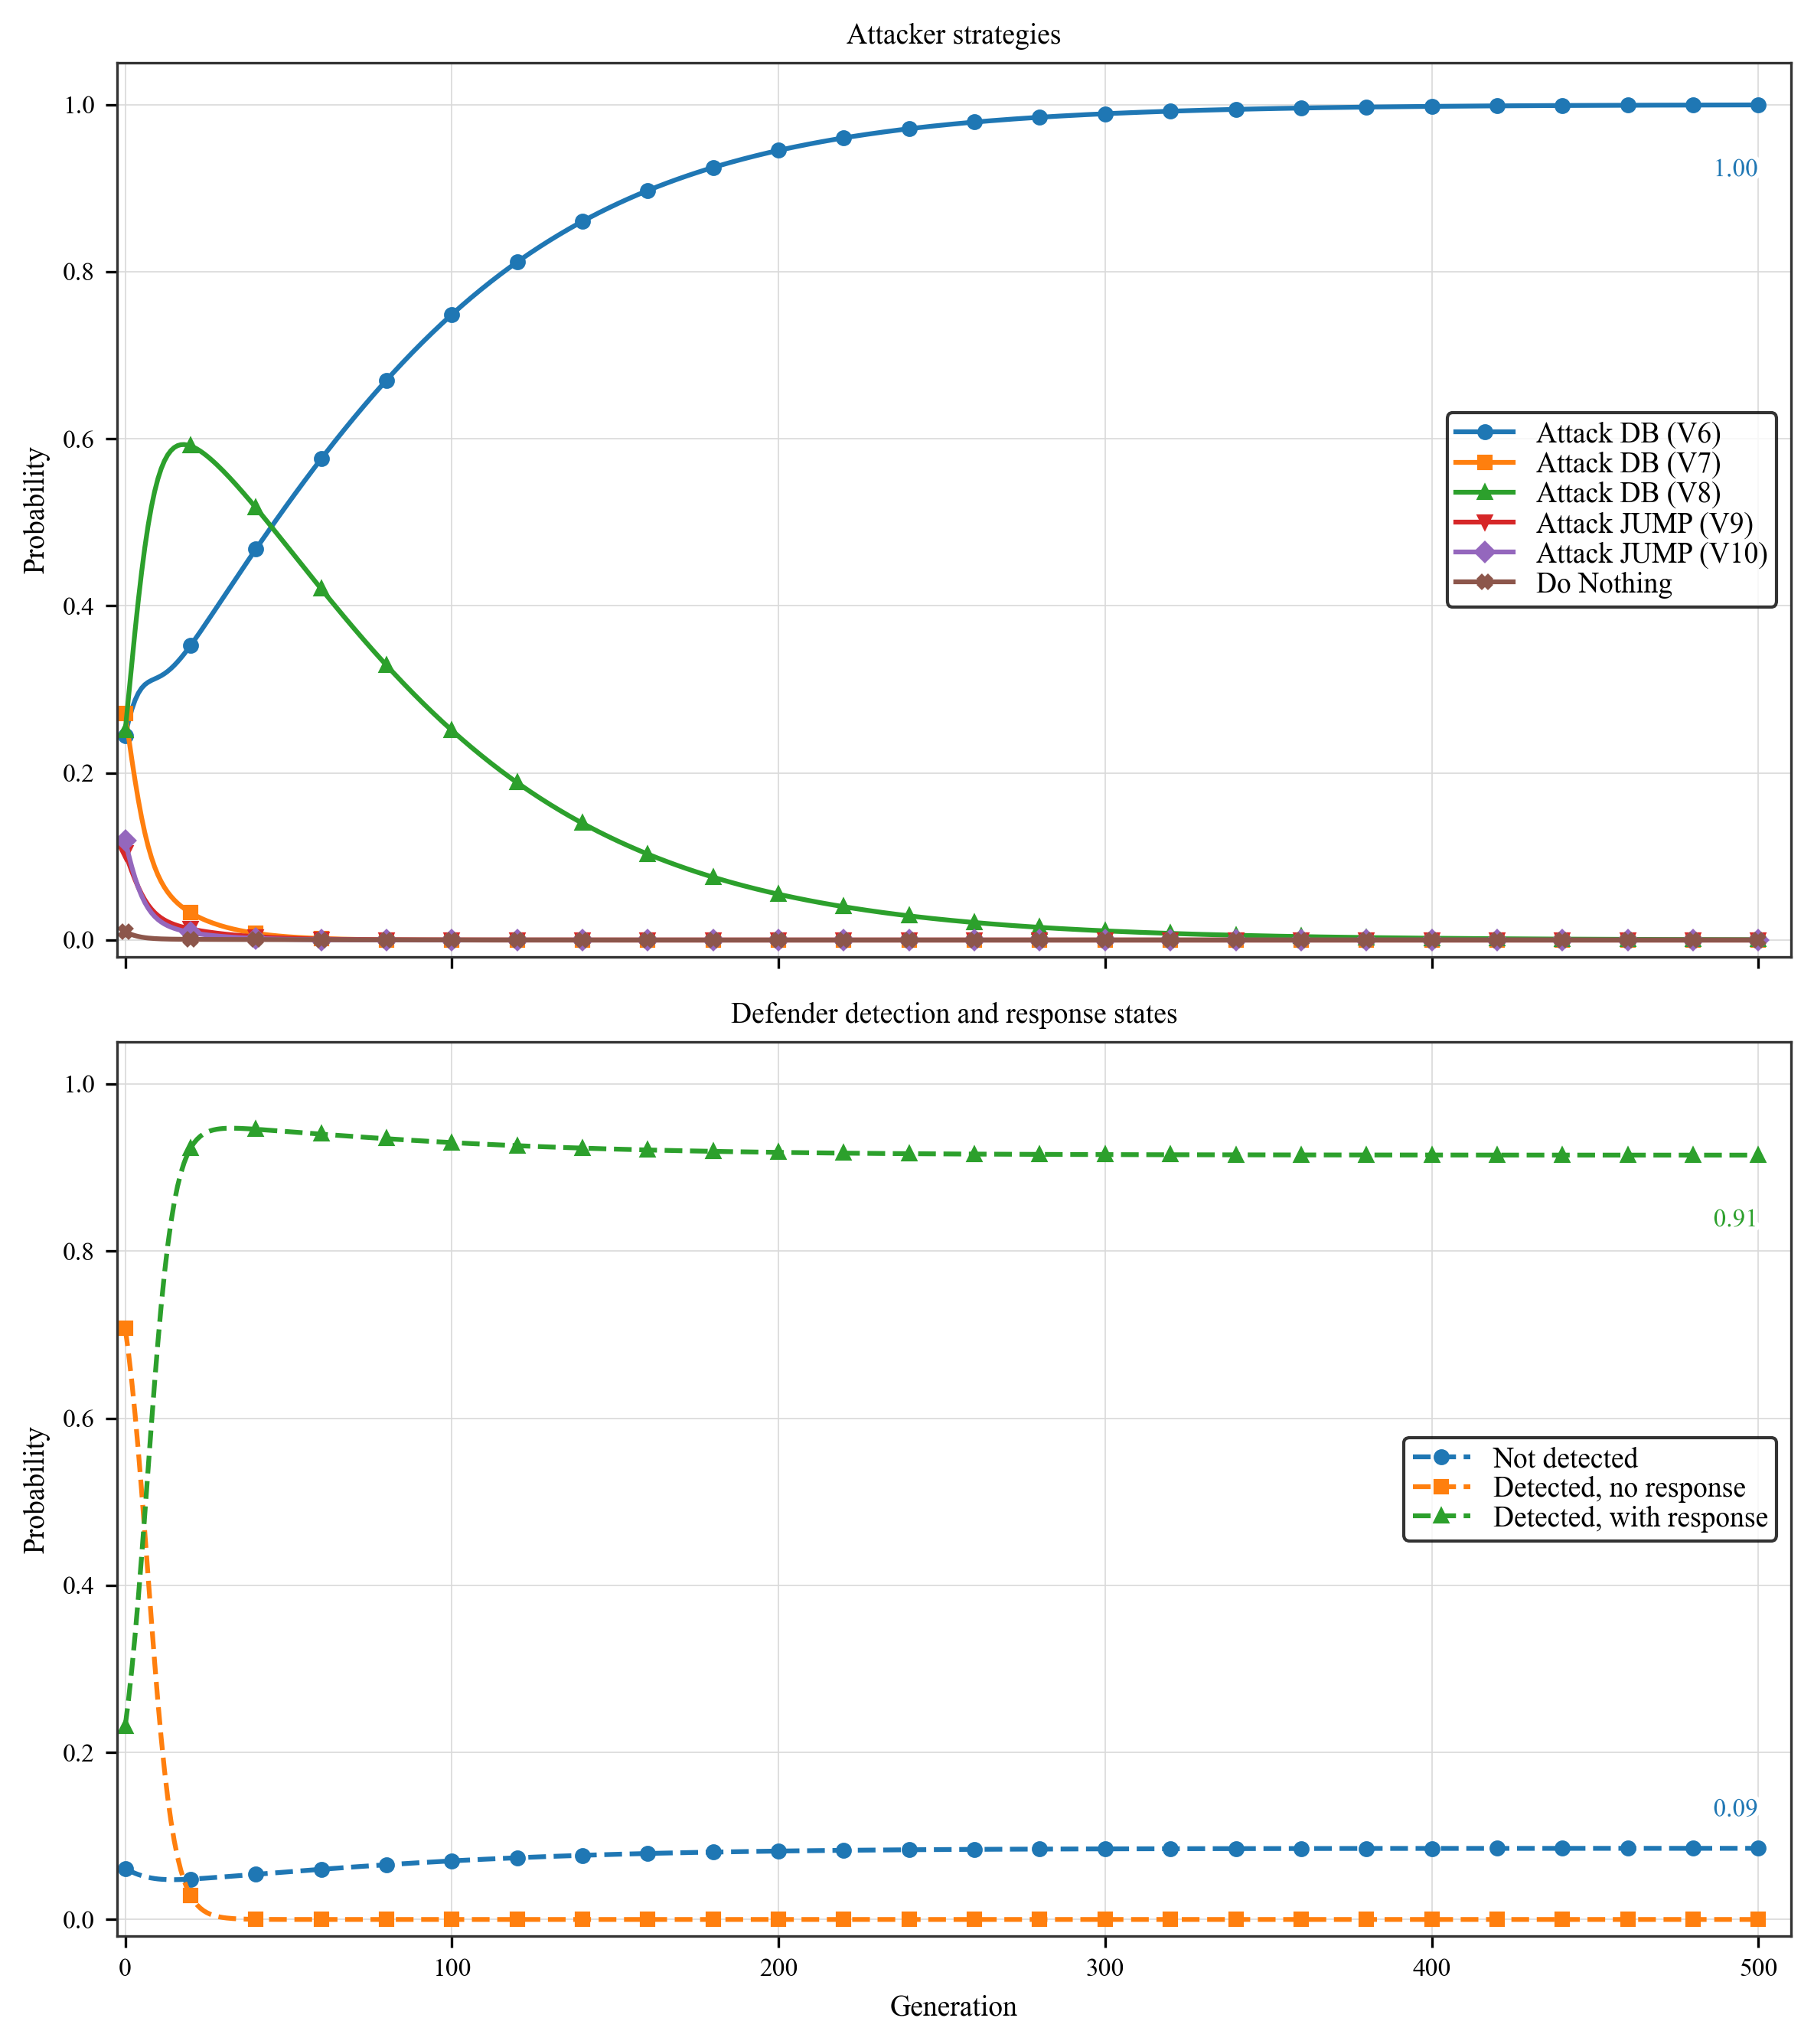 Attacker strategies
1.0
0.8
0.6
0.4
0.2
0.0
Probability
1.00
Attack DB (V6)
Attack DB (V7)
Attack DB (V8)
Attack JUMP (V9)
Attack JUMP (V10)
Do Nothing
Defender detection and response states
1.0
0.8
0.6
0.4
0.2
0.0
Probability
0.91
Not detected
Detected, no response
Detected, with response
0.09
0 100 200 300 400 500
Generation